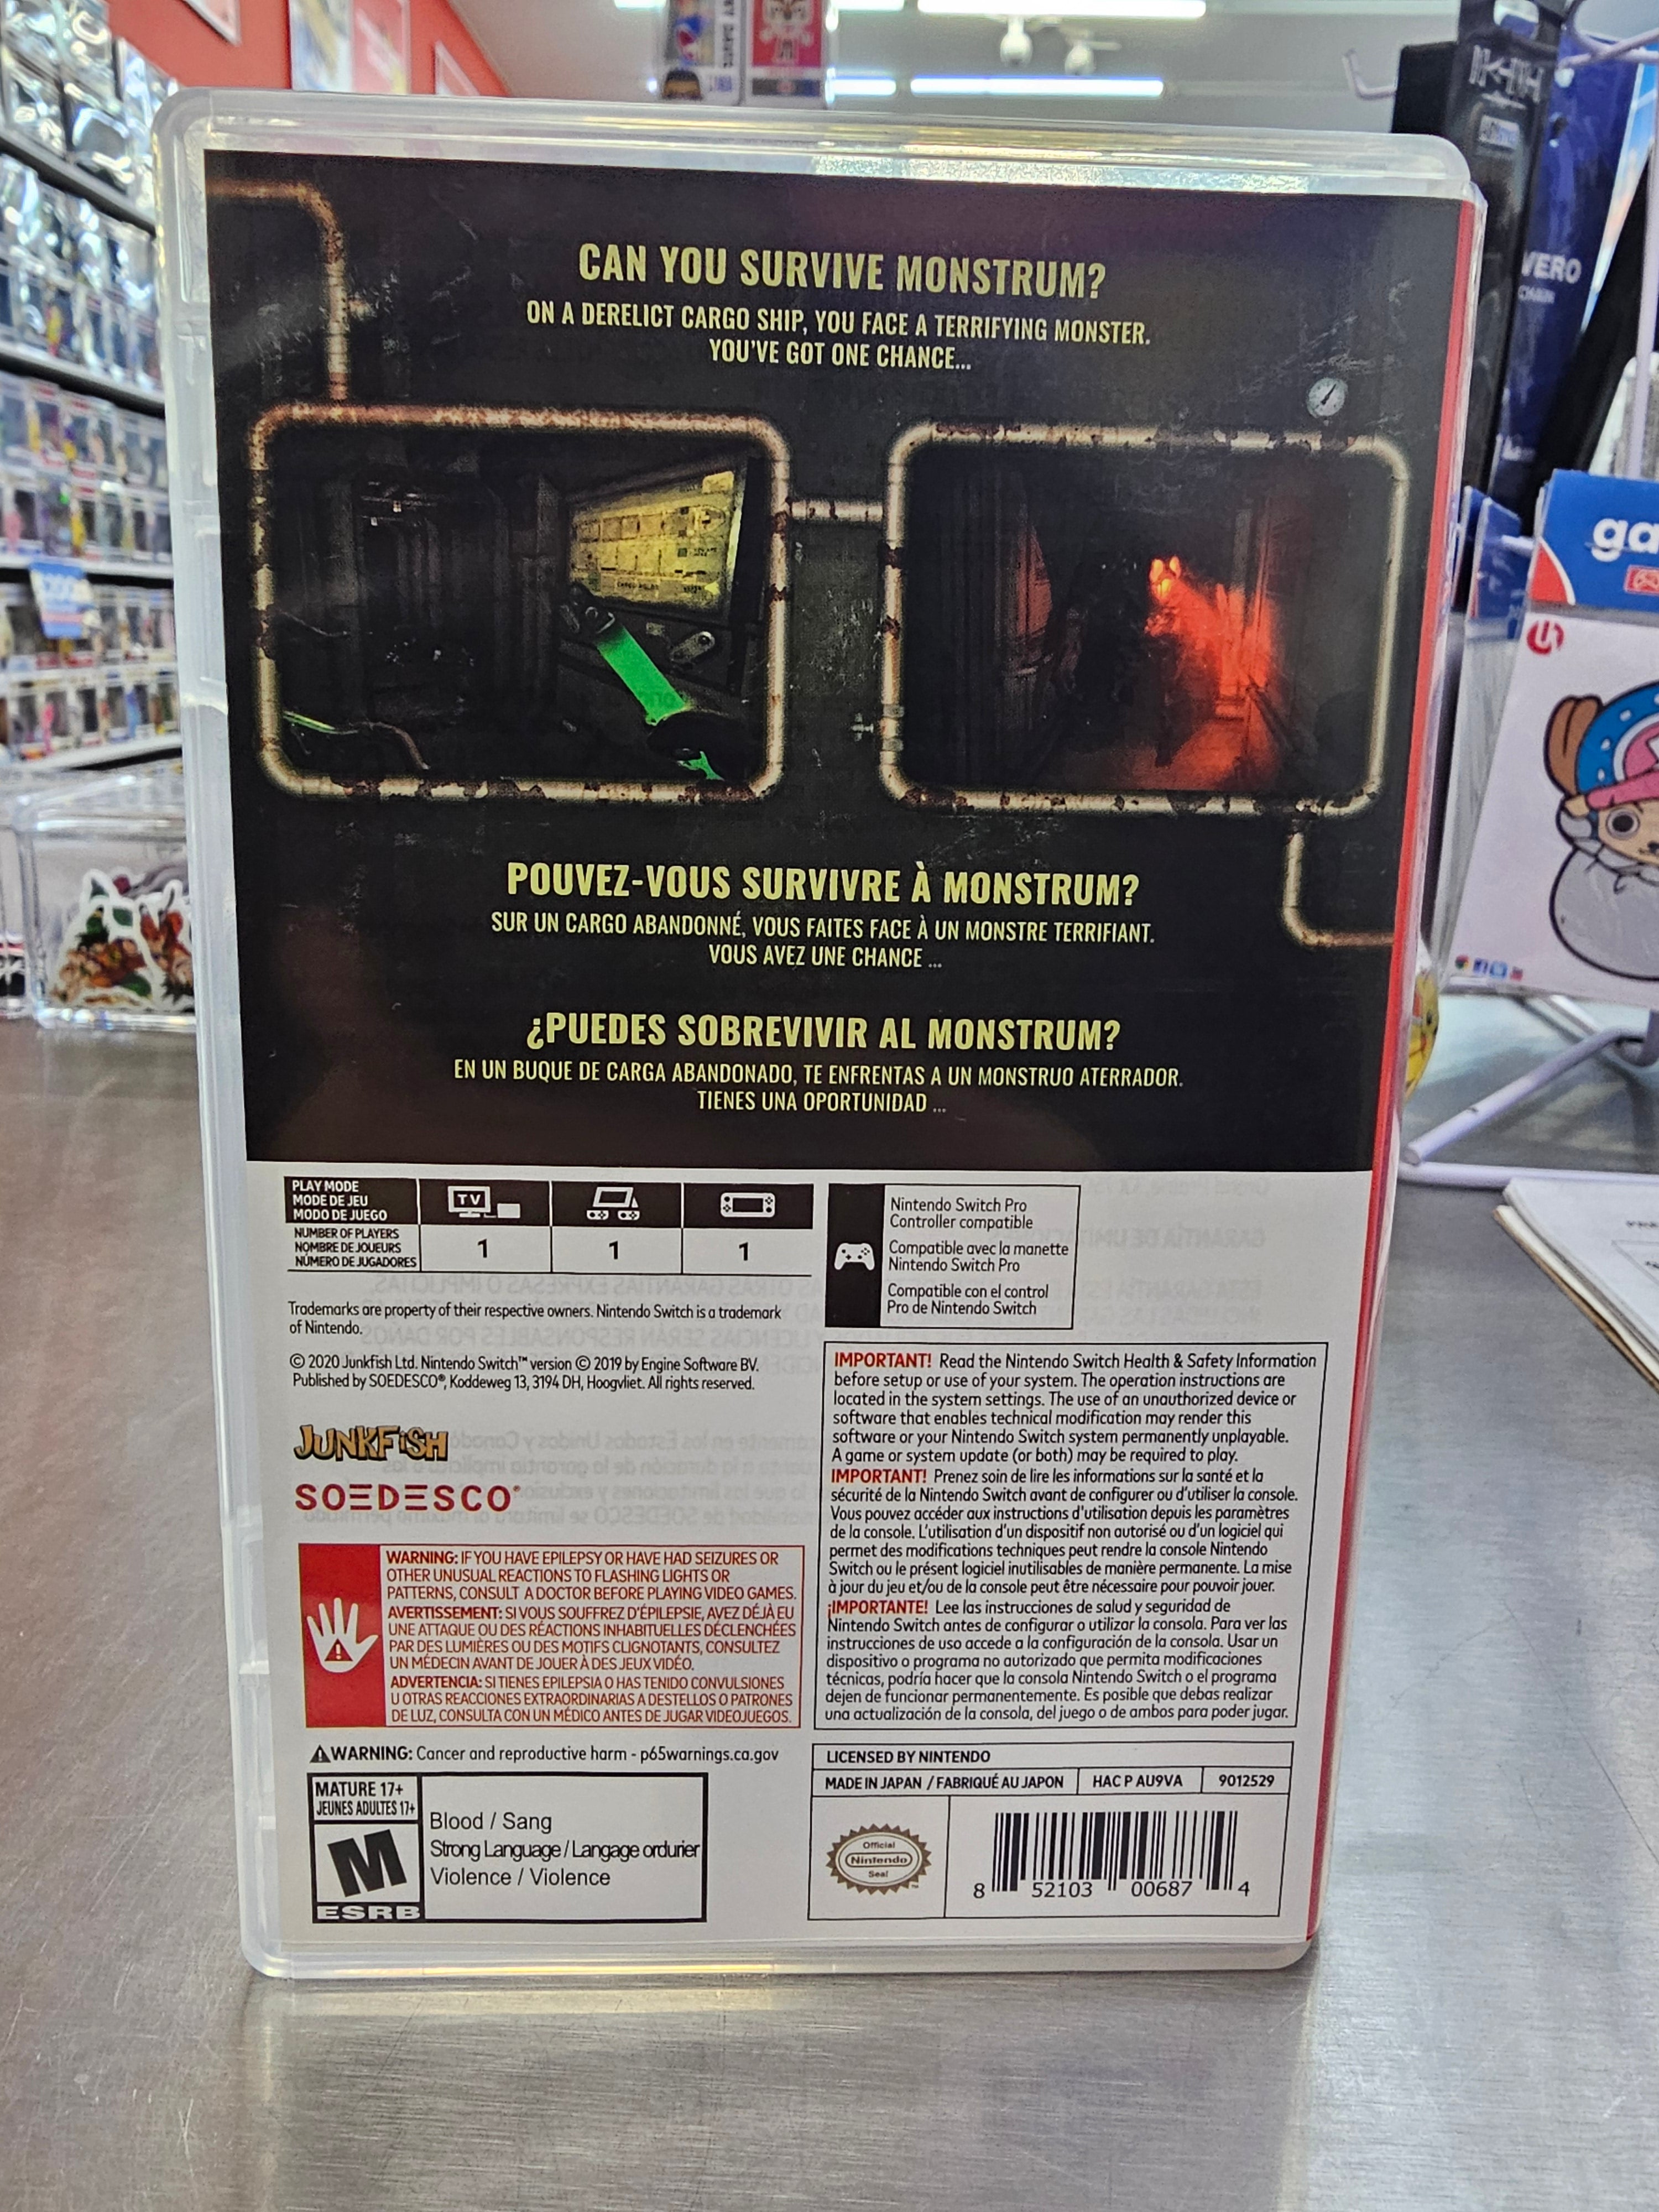 CAN YOU SURVIVE MONSTRUM?
ON A DERELICT CARGO SHIP, YOU FACE A TERRIFYING MONSTER.
YOU'VE GOT ONE CHANCE...
POUVEZ-VOUS SURVIVRE À MONSTRUM?
SUR UN CARGO ABANDONNÉ, VOUS FAITES FACE À UN MONSTRE TERRIFIANT.
VOUS AVEZ UNE CHANCE ...
¿PUEDES SOBREVIVIR AL MONSTRUM?
EN UN BUQUE DE CARGA ABANDONADO, TE ENFRENTAS A UN MONSTRUO ATERRADOR.
TIENES UNA OPORTUNIDAD ...
PLAY MODE
MODE DE JEU
MODO DE JUEGO
TV
NUMBER OF PLAYERS
NOMBRE DE JOUEURS
NÚMERO DE JUGADORES
1 1 1
Nintendo Switch Pro
Controller compatible
Compatible avec la manette
Nintendo Switch Pro
Compatible con el control
Pro de Nintendo Switch
Trademarks are property of their respective owners. Nintendo Switch is a trademark
of Nintendo.
© 2020 Junkfish Ltd. Nintendo Switch™ version © 2019 by Engine Software BV.
Published by SOEDESCO®, Koddeweg 13, 3194 DH, Hoogvliet. All rights reserved.
JUNKFISH
SOEDESCO®
WARNING: IF YOU HAVE EPILEPSY OR HAVE HAD SEIZURES OR
OTHER UNUSUAL REACTIONS TO FLASHING LIGHTS OR
PATTERNS, CONSULT A DOCTOR BEFORE PLAYING VIDEO GAMES.
AVERTISSEMENT: SI VOUS SOUFFREZ D'ÉPILEPSIE, AVEZ DÉJÀ EU
UNE ATTAQUE OU DES RÉACTIONS INHABITUELLES DÉCLENCHÉES
PAR DES LUMIÈRES OU DES MOTIFS CLIGNOTANTS, CONSULTEZ
UN MÉDECIN AVANT DE JOUER À DES JEUX VIDÉO.
ADVERTENCIA: SI TIENES EPILEPSIA O HAS TENIDO CONVULSIONES
U OTRAS REACCIONES EXTRAORDINARIAS A DESTELLOS O PATRONES
DE LUZ, CONSULTA CON UN MÉDICO ANTES DE JUGAR VIDEOJUEGOS.
WARNING: Cancer and reproductive harm - p65warnings.ca.gov
MATURE 17+
JEUNES ADULTES 17+
M
ESRB
Blood / Sang
Strong Language / Langage ordurier
Violence / Violence
IMPORTANT! Read the Nintendo Switch Health & Safety Information
before setup or use of your system. The operation instructions are
located in the system settings. The use of an unauthorized device or
software that enables technical modification may render this
software or your Nintendo Switch system permanently unplayable.
A game or system update (or both) may be required to play.
IMPORTANT! Prenez soin de lire les informations sur la santé et la
sécurité de la Nintendo Switch avant de configurer ou d'utiliser la console.
Vous pouvez accéder aux instructions d'utilisation depuis les paramètres
de la console. L'utilisation d'un dispositif non autorisé ou d'un logiciel qui
permet des modifications techniques peut rendre la console Nintendo
Switch ou le présent logiciel inutilisables de manière permanente. La mise
à jour du jeu et/ou de la console peut être nécessaire pour pouvoir jouer.
¡IMPORTANTE! Lee las instrucciones de salud y seguridad de
Nintendo Switch antes de configurar o utilizar la consola. Para ver las
instrucciones de uso accede a la configuración de la consola. Usar un
dispositivo o programa no autorizado que permita modificaciones
técnicas, podría hacer que la consola Nintendo Switch o el programa
dejen de funcionar permanentemente. Es posible que debas realizar
una actualización de la consola, del juego o de ambos para poder jugar.
LICENSED BY NINTENDO
MADE IN JAPAN / FABRIQUÉ AU JAPON
HAC P AU9VA
9012529
Official
Nintendo
Seal
8 52103 00687 4
VERO
ga